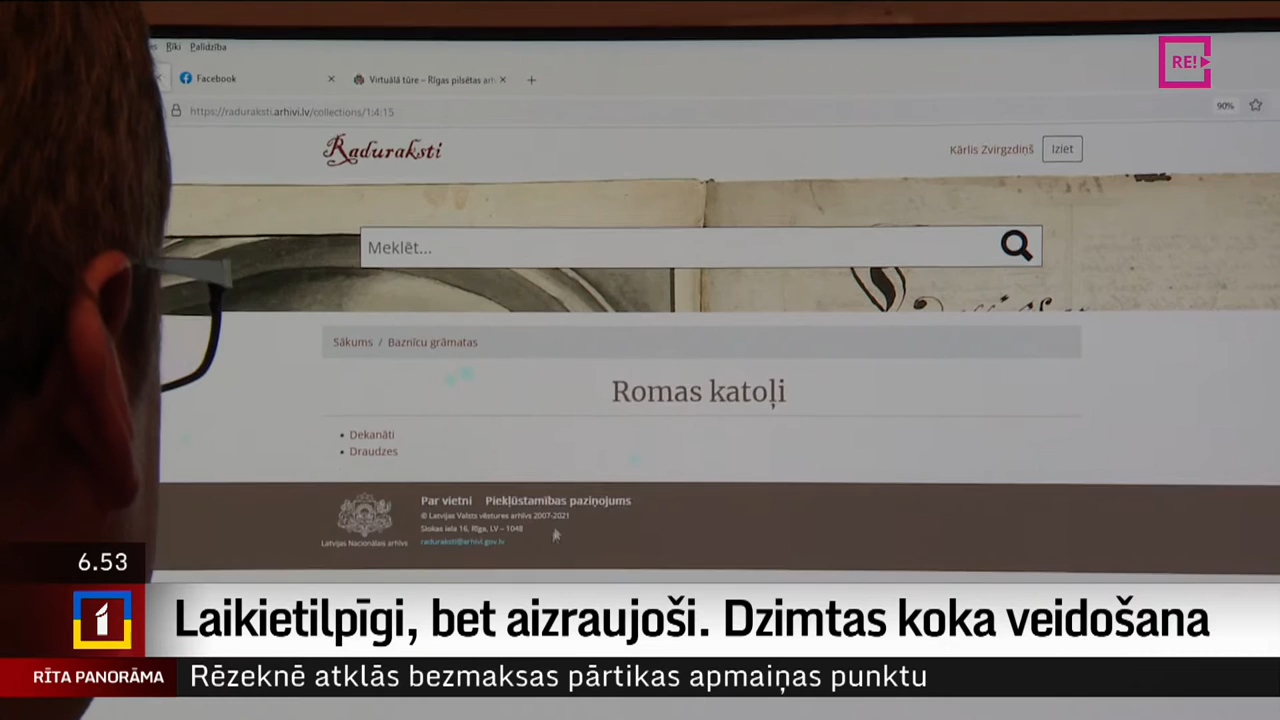 Rīki Palīdzība
Facebook
Virtuālā tūre – Rīgas pilsētas arh
https://raduraksti.arhivi.lv/collections/1:4:15
90%
RE!
Raduraksti
Kārlis Zvirgzdiņš
Iziet
Meklēt...
Sākums / Baznīcu grāmatas
Romas katoļi
• Dekanāti
• Draudzes
Par vietni Piekļūstamības paziņojums
© Latvijas Valsts vēstures arhīvs 2007-2021
Slokas iela 16, Rīga, LV – 1048
raduraksti@arhivi.gov.lv
Latvijas Nacionālais arhīvs
6.53
1
Laikietilpīgi, bet aizraujoši. Dzimtas koka veidošana
RĪTA PANORĀMA
Rēzeknē atklās bezmaksas pārtikas apmaiņas punktu